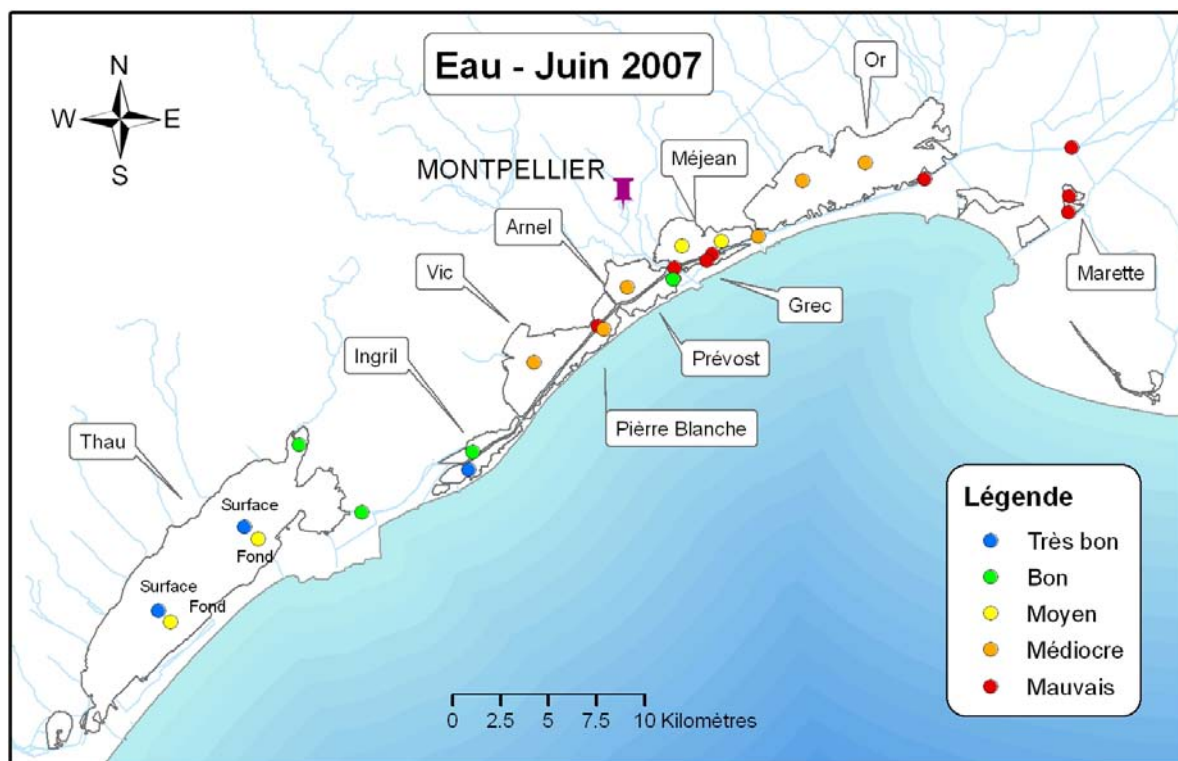 Eau - Juin 2007
N
W E
S
Or
Méjean
MONTPELLIER
Arnel
Vic
Marette
Grec
Ingril
Prévost
Pièrre Blanche
Thau
Surface
Fond
Surface
Fond
Légende
Très bon
Bon
Moyen
Médiocre
Mauvais
0 2.5 5 7.5 10 Kilomètres